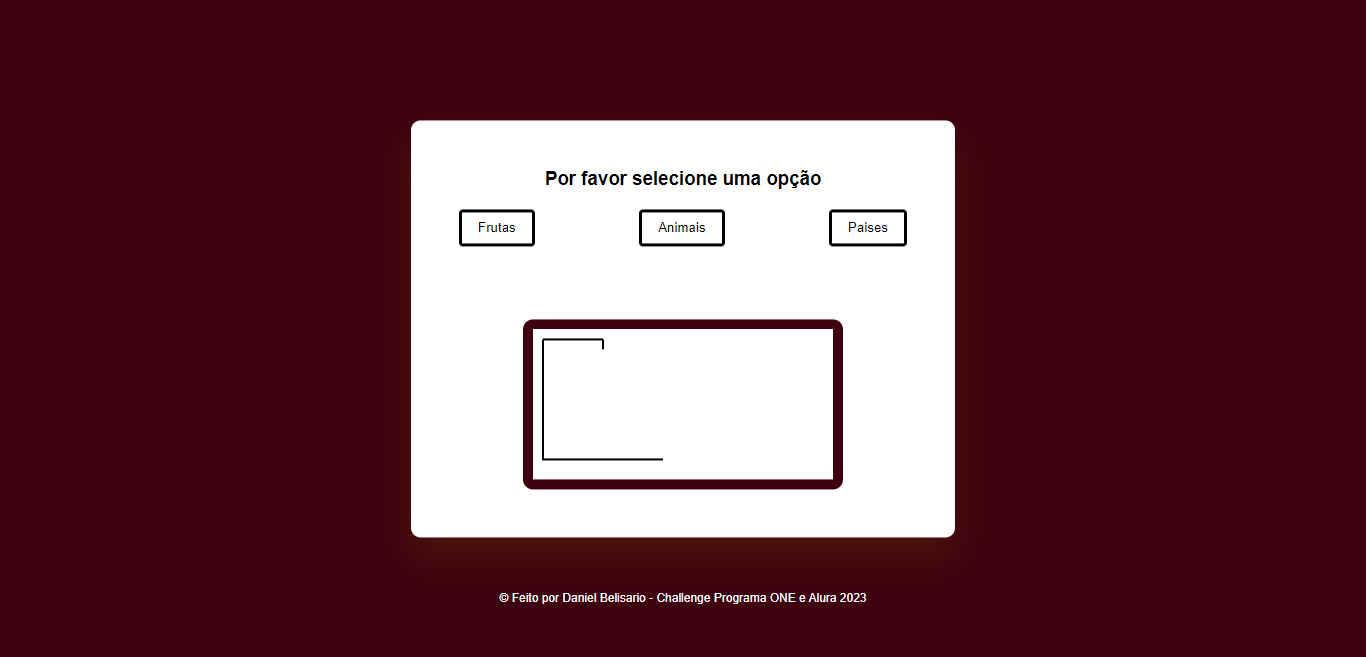 Por favor selecione uma opção
Frutas Animais Paises
© Feito por Daniel Belisario - Challenge Programa ONE e Alura 2023